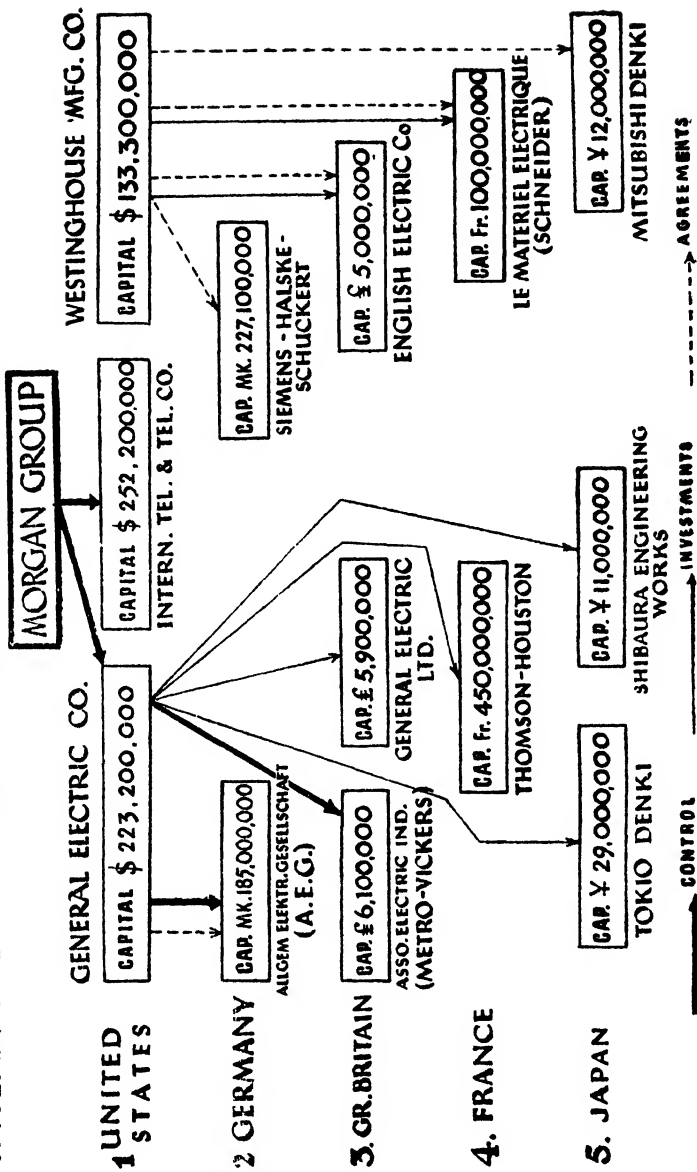 MORGAN GROUP
GENERAL ELECTRIC CO.
CAPITAL $ 223,200,000
CAPITAL $ 252,200,000
INTERN. TEL. & TEL. CO.
WESTINGHOUSE MFG. CO.
CAPITAL $ 133.300,000
1 UNITED
STATES
2 GERMANY
CAP. MK.185,000,000
ALLGEM ELEKTR.GESELLSCHAFT
(A.E.G.)
CAP. MK. 227,100,000
SIEMENS - HALSKE -
SCHUCKERT
3. GR. BRITAIN
CAP. £6,100,000
ASSO. ELECTRIC IND.
(METRO-VICKERS)
CAP. £ 5,900,000
GENERAL ELECTRIC
LTD.
CAP. £ 5,000,000
ENGLISH ELECTRIC Co
4. FRANCE
CAP. Fr. 450,000,000
THOMSON-HOUSTON
CAP. Fr. 100,000,000
LE MATERIEL ELECTRIQUE
(SCHNEIDER)
5. JAPAN
CAP. ¥ 29,000,000
TOKIO DENKI
CAP. ¥ 11,000,000
SHIBAURA ENGINEERING
WORKS
CAP. ¥ 12,000,000
MITSUBISHI DENKI
CONTROL
INVESTMENTS
AGREEMENTS